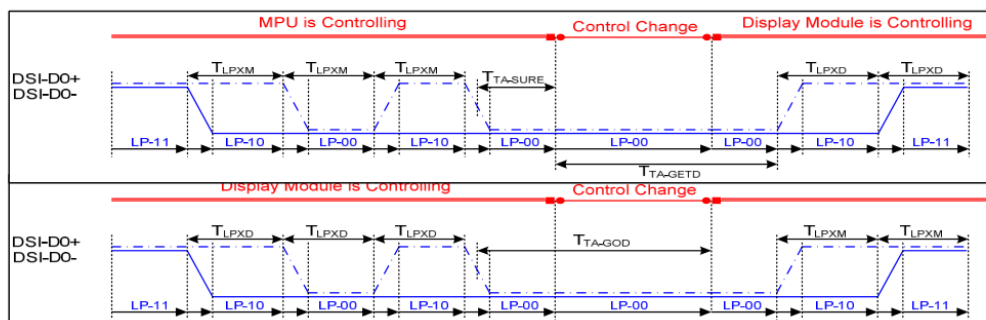 MPU is Controlling Control Change Display Module is Controlling
TLPXM TLPXM TLPXM TTA-SURE TLPXD TLPXD
DSI-D0+
DSI-D0-
LP-11 LP-10 LP-00 LP-10 LP-00 LP-00 LP-00 LP-10 LP-11
TTA-GETD
Display Module is Controlling Control Change
TLPXD TLPXD TLPXD TTA-GOD TLPXM TLPXM
DSI-D0+
DSI-D0-
LP-11 LP-10 LP-00 LP-10 LP-00 LP-00 LP-00 LP-10 LP-11